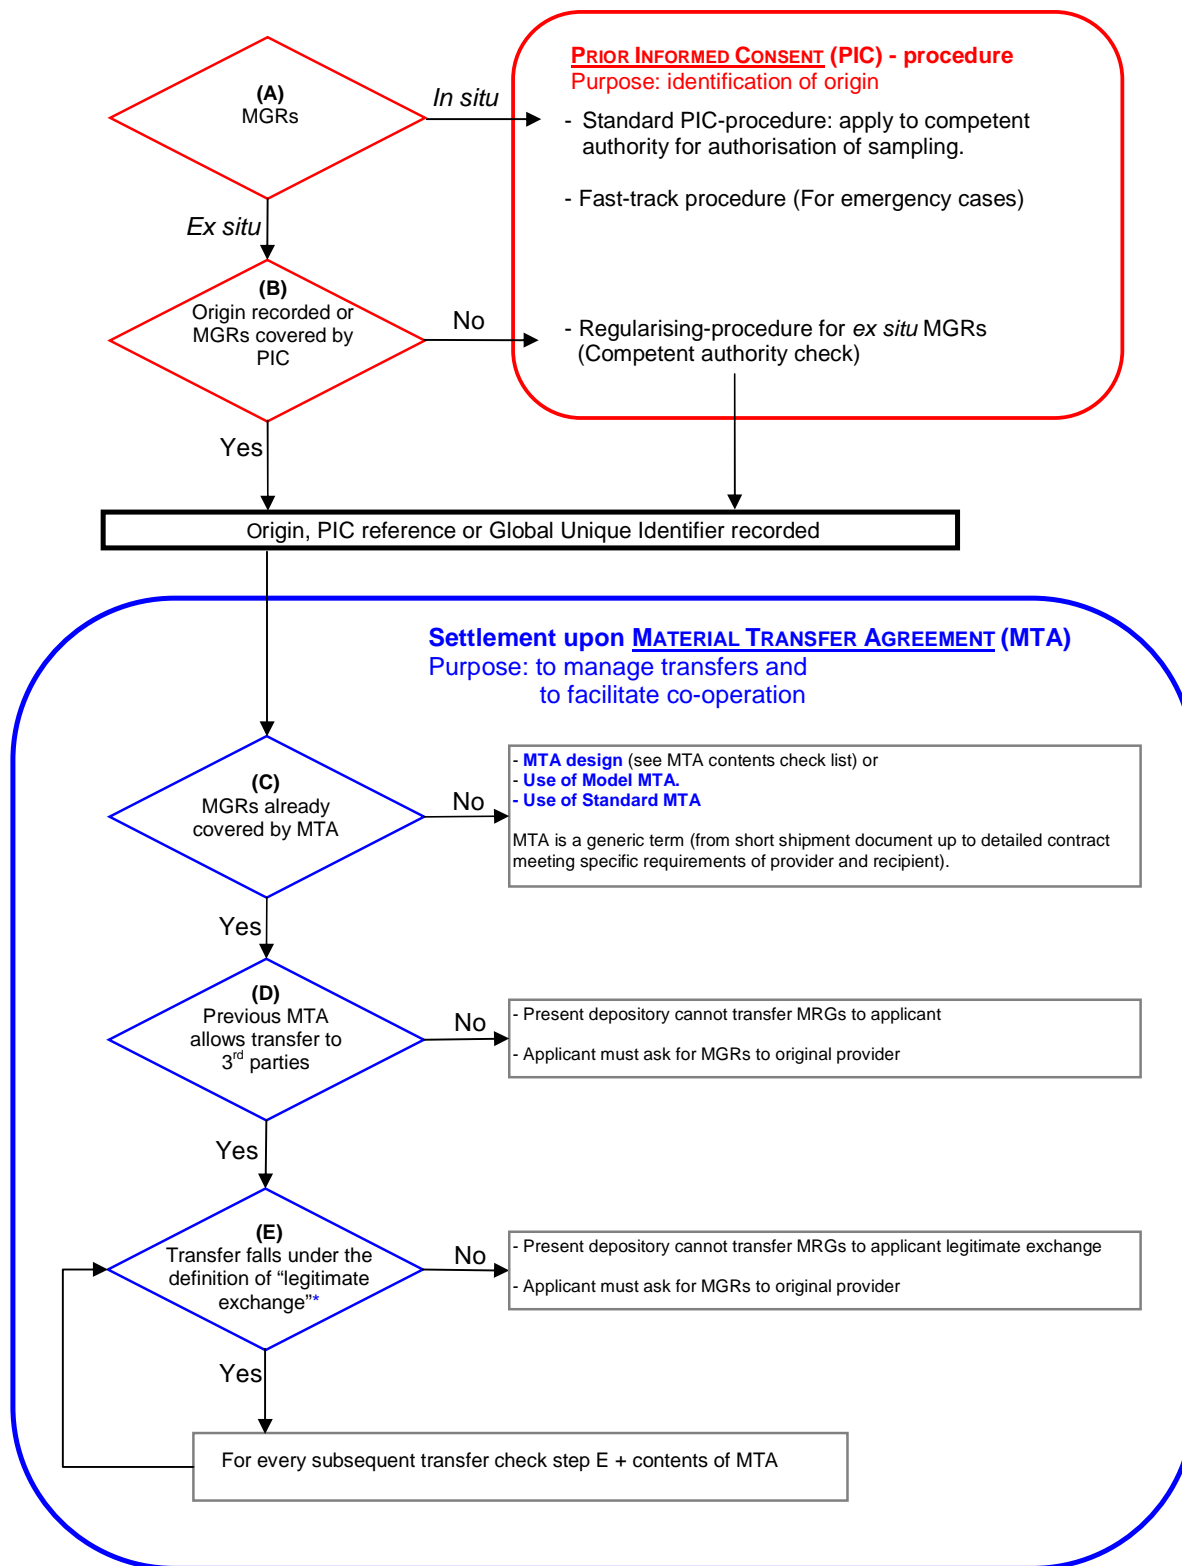 PRIOR INFORMED CONSENT (PIC) - procedure
Purpose: identification of origin
(A)
MGRs
In situ
- Standard PIC-procedure: apply to competent
authority for authorisation of sampling.
- Fast-track procedure (For emergency cases)
Ex situ
(B)
Origin recorded or
MGRs covered by
PIC
No
- Regularising-procedure for ex situ MGRs
(Competent authority check)
Yes
Origin, PIC reference or Global Unique Identifier recorded
Settlement upon MATERIAL TRANSFER AGREEMENT (MTA)
Purpose: to manage transfers and
to facilitate co-operation
(C)
MGRs already
covered by MTA
No
- MTA design (see MTA contents check list) or
- Use of Model MTA.
- Use of Standard MTA
MTA is a generic term (from short shipment document up to detailed contract
meeting specific requirements of provider and recipient).
Yes
(D)
Previous MTA
allows transfer to
3rd parties
No
- Present depository cannot transfer MRGs to applicant
- Applicant must ask for MGRs to original provider
Yes
(E)
Transfer falls under the
definition of “legitimate
exchange”*
No
- Present depository cannot transfer MRGs to applicant legitimate exchange
- Applicant must ask for MGRs to original provider
Yes
For every subsequent transfer check step E + contents of MTA